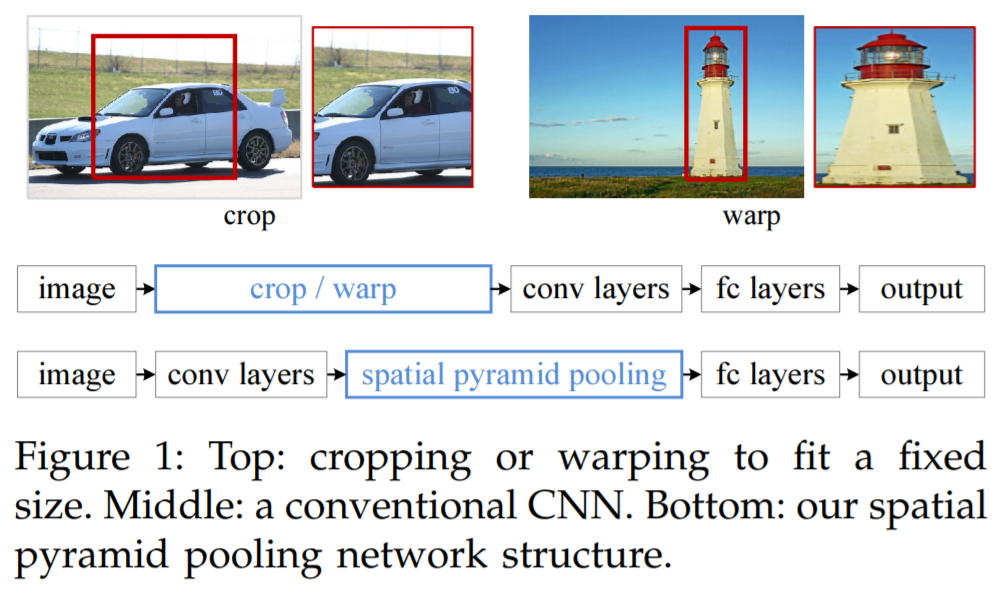 crop
warp
image crop / warp conv layers fc layers output
image conv layers spatial pyramid pooling fc layers output
Figure 1: Top: cropping or warping to fit a fixed
size. Middle: a conventional CNN. Bottom: our spatial
pyramid pooling network structure.